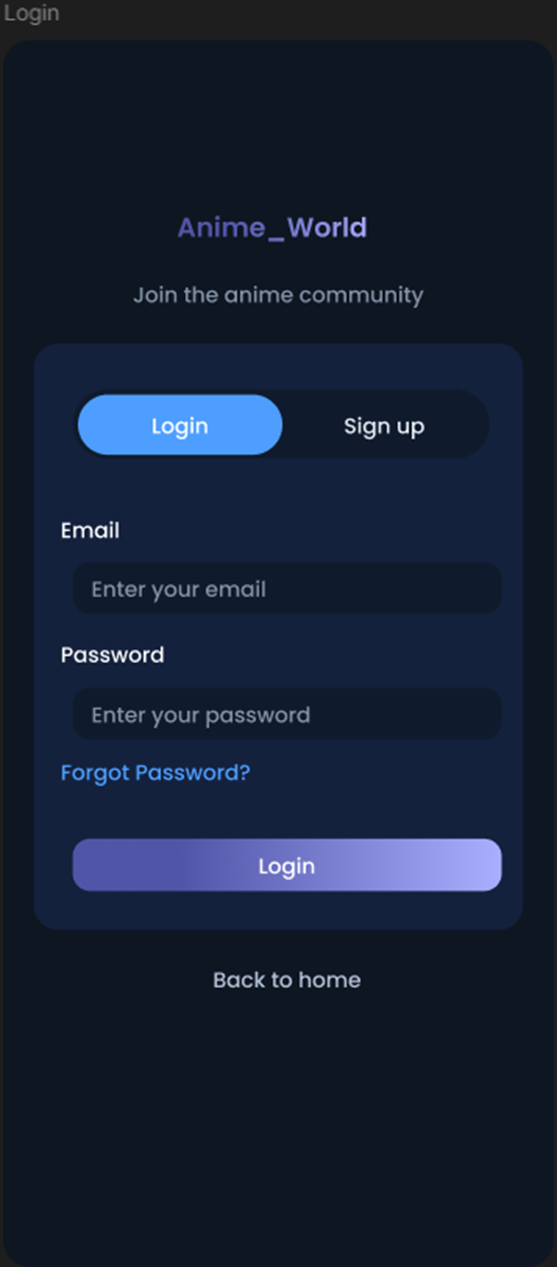 Login
Anime_World
Join the anime community
Login Sign up
Email
Enter your email
Password
Enter your password
Forgot Password?
Login
Back to home